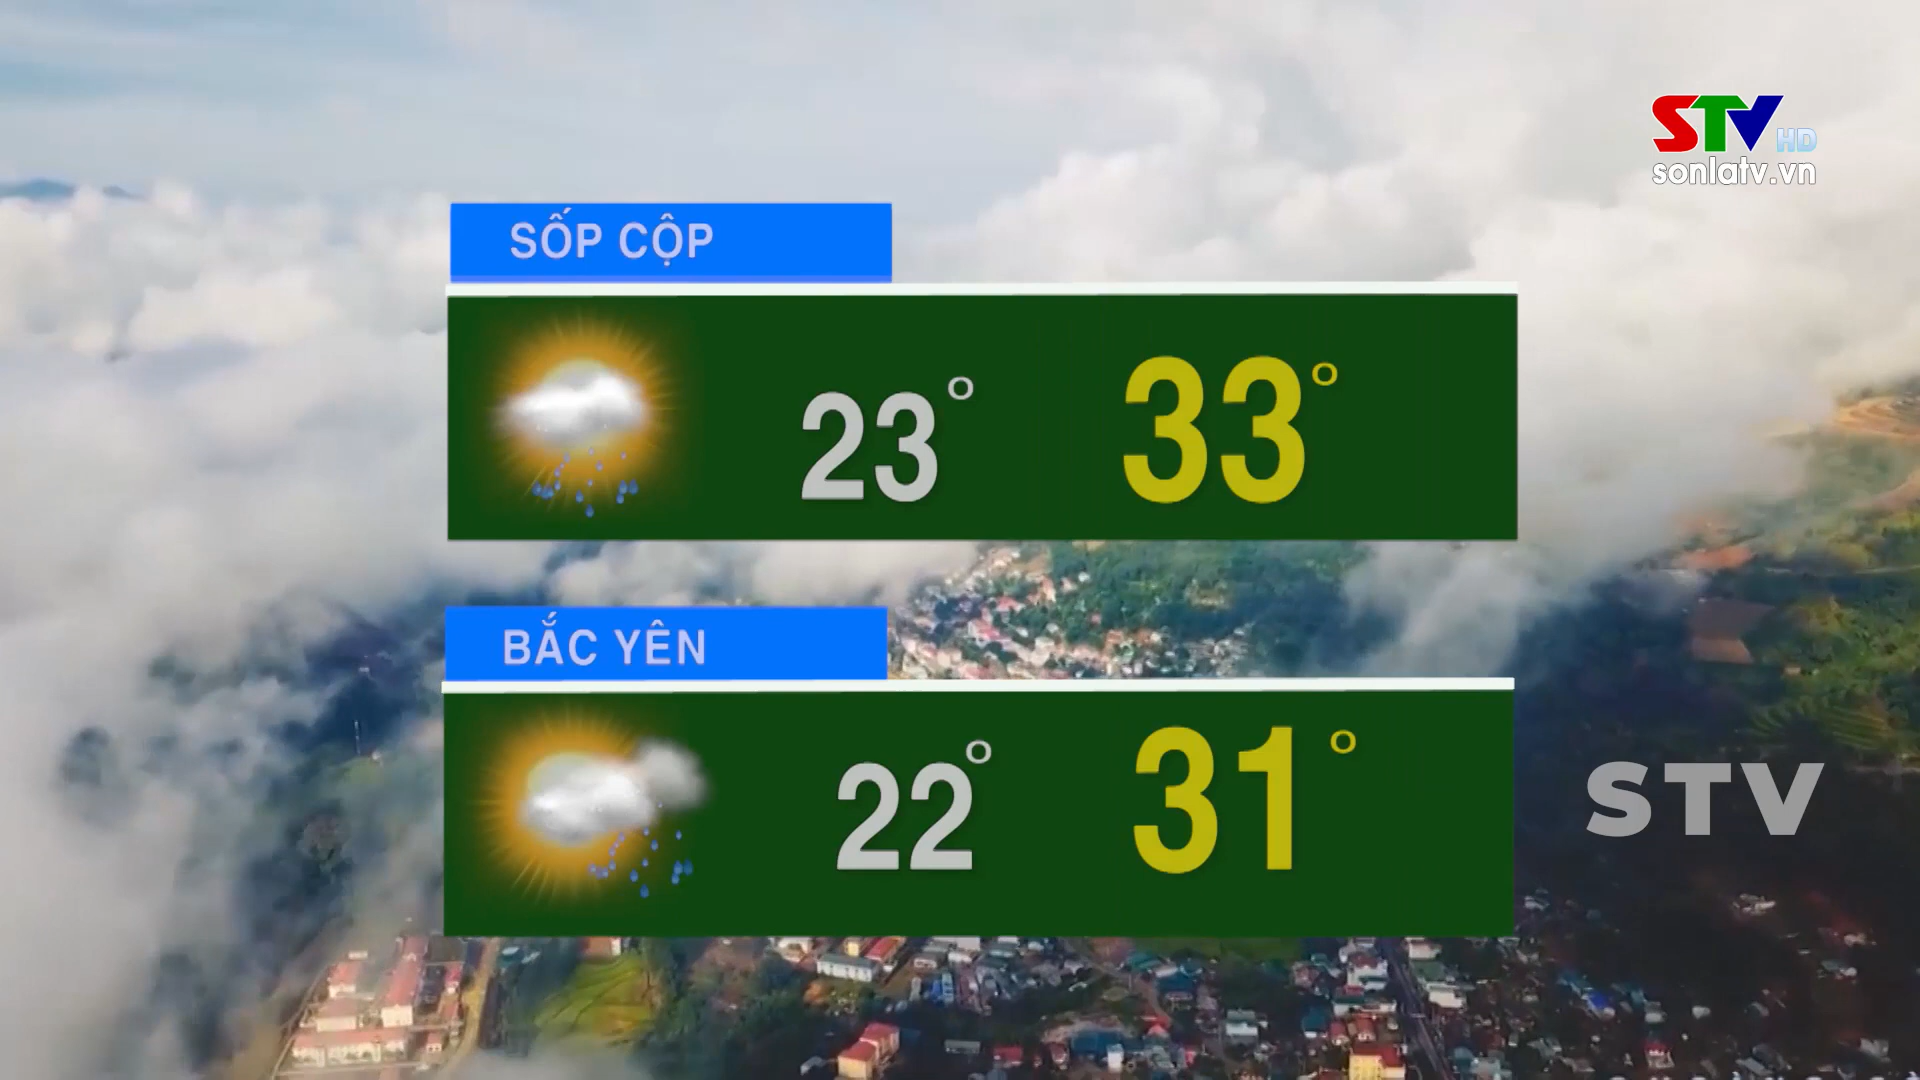 STV HD
sonlatv.vn
SỐP CỘP
23° 33°
BẮC YÊN
22° 31°
STV